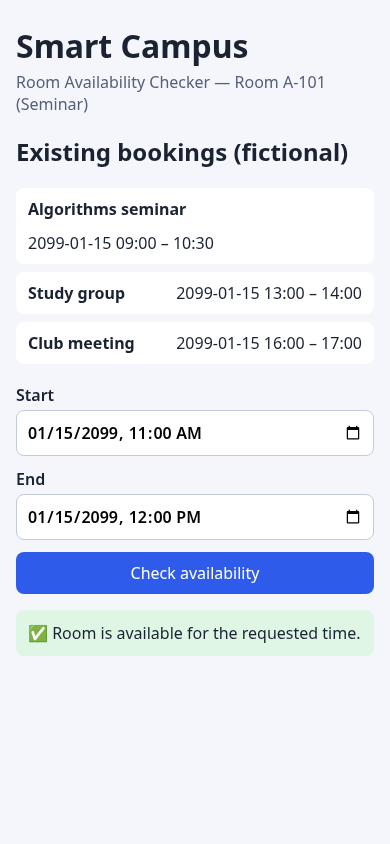 Smart Campus
Room Availability Checker — Room A-101
(Seminar)
Existing bookings (fictional)
Algorithms seminar
2099-01-15 09:00 – 10:30
Study group 2099-01-15 13:00 – 14:00
Club meeting 2099-01-15 16:00 – 17:00
Start
01/15/2099, 11:00 AM
End
01/15/2099, 12:00 PM
Check availability
✅ Room is available for the requested time.